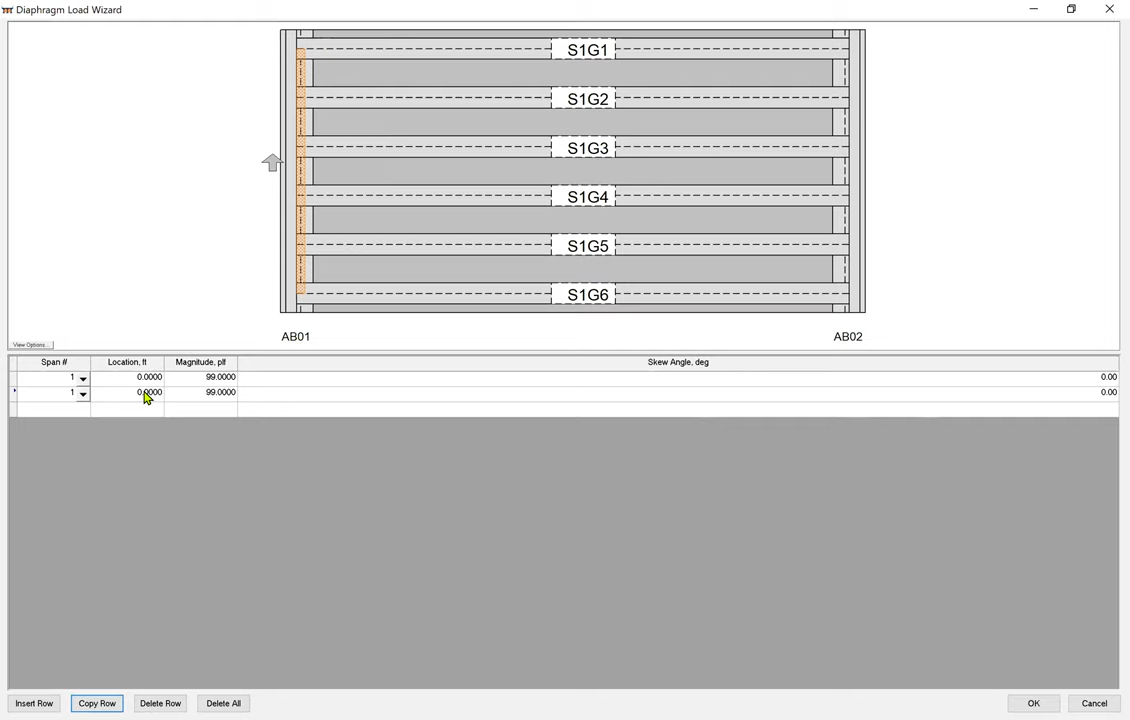 Diaphragm Load Wizard
S1G1
S1G2
S1G3
S1G4
S1G5
S1G6
AB01 AB02
View Options...
Span # Location, ft Magnitude, plf Skew Angle, deg
1 0.0000 99.0000 0.00
1 0.0000 99.0000 0.00
Insert Row Copy Row Delete Row Delete All OK Cancel